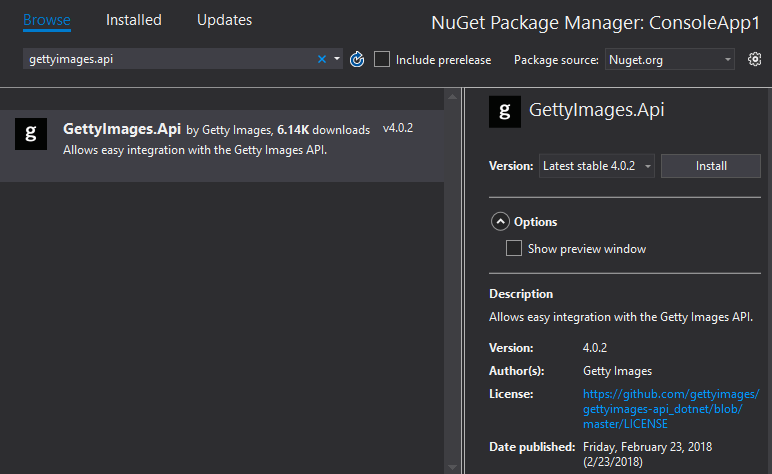 Browse Installed Updates NuGet Package Manager: ConsoleApp1
gettyimages.api Include prerelease Package source: Nuget.org
g GettyImages.Api by Getty Images, 6.14K downloads v4.0.2
Allows easy integration with the Getty Images API.
g GettyImages.Api
Version: Latest stable 4.0.2 Install
Options
Show preview window
Description
Allows easy integration with the Getty Images API.
Version: 4.0.2
Author(s): Getty Images
License: https://github.com/gettyimages/
gettyimages-api_dotnet/blob/
master/LICENSE
Date published: Friday, February 23, 2018
(2/23/2018)